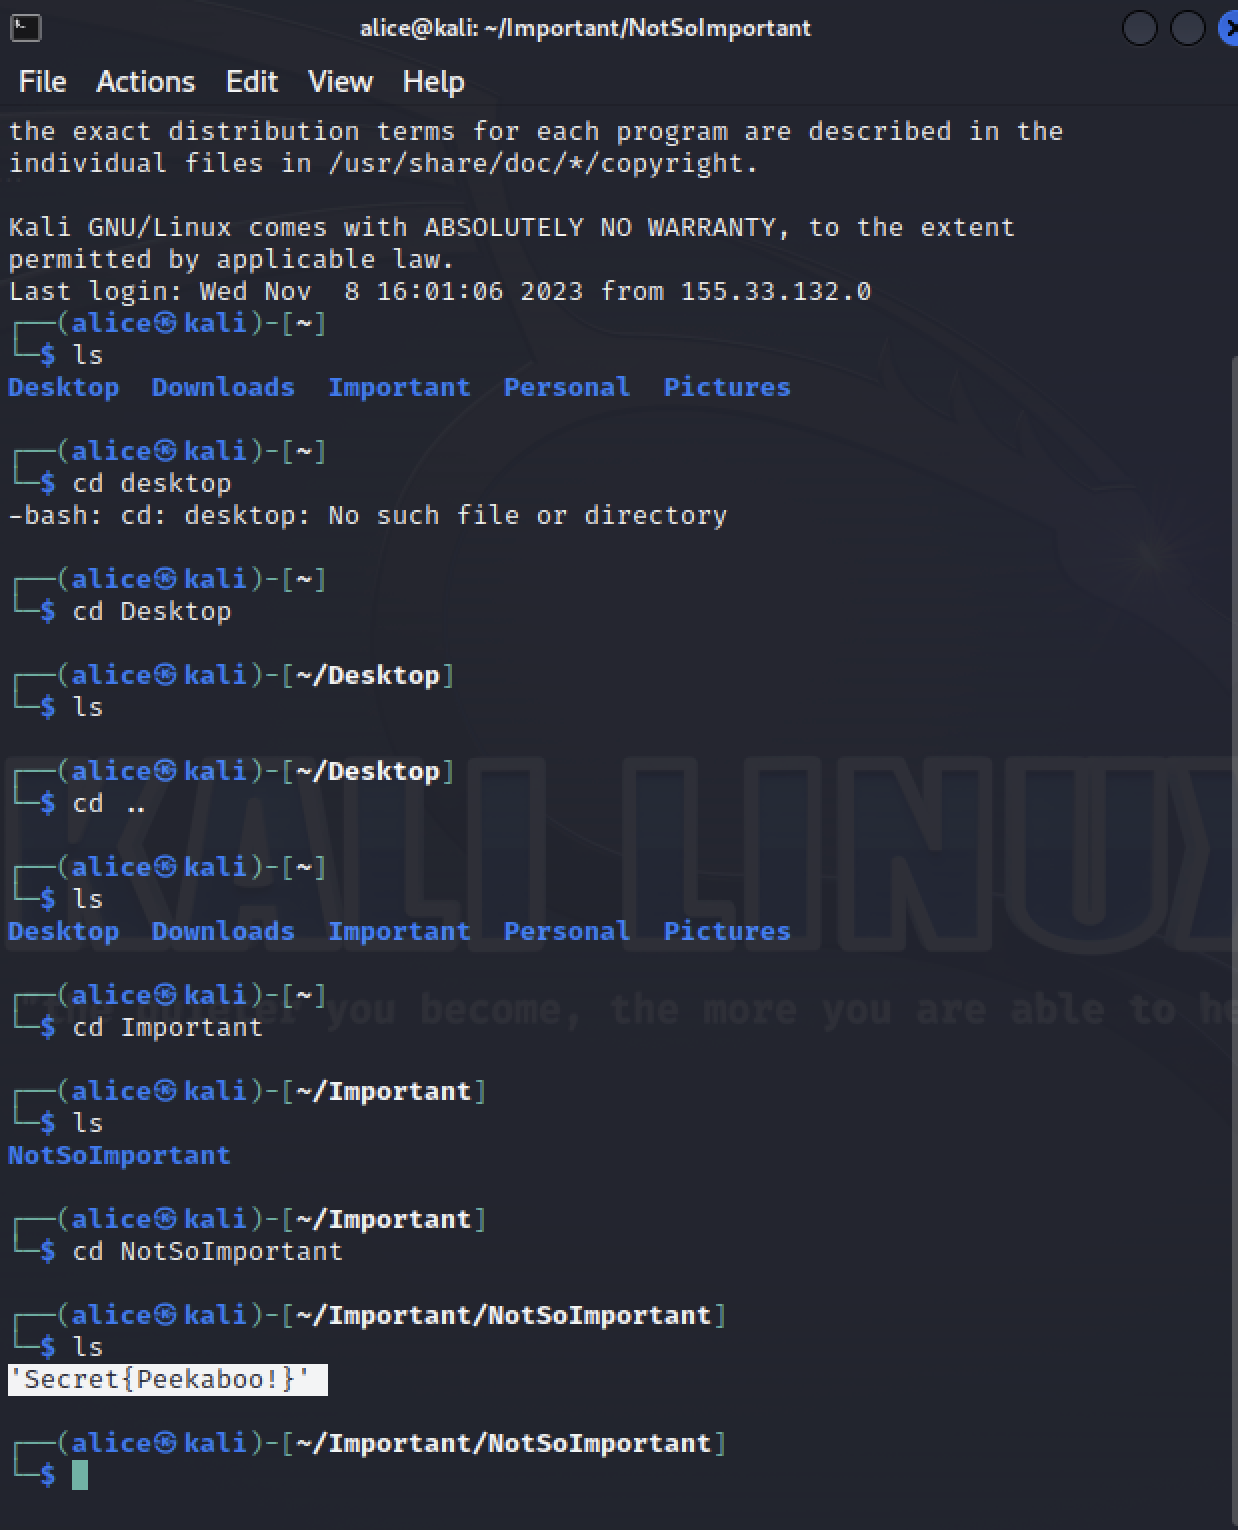 alice@kali: ~/Important/NotSoImportant
File Actions Edit View Help
the exact distribution terms for each program are described in the
individual files in /usr/share/doc/*/copyright.
Kali GNU/Linux comes with ABSOLUTELY NO WARRANTY, to the extent
permitted by applicable law.
Last login: Wed Nov  8 16:01:06 2023 from 155.33.132.0
┌──(alice㉿kali)-[~]
└─$ ls
Desktop  Downloads  Important  Personal  Pictures
┌──(alice㉿kali)-[~]
└─$ cd desktop
-bash: cd: desktop: No such file or directory
┌──(alice㉿kali)-[~]
└─$ cd Desktop
┌──(alice㉿kali)-[~/Desktop]
└─$ ls
┌──(alice㉿kali)-[~/Desktop]
└─$ cd ..
┌──(alice㉿kali)-[~]
└─$ ls
Desktop  Downloads  Important  Personal  Pictures
┌──(alice㉿kali)-[~]
└─$ cd Important
┌──(alice㉿kali)-[~/Important]
└─$ ls
NotSoImportant
┌──(alice㉿kali)-[~/Important]
└─$ cd NotSoImportant
┌──(alice㉿kali)-[~/Important/NotSoImportant]
└─$ ls
'Secret{Peekaboo!}'
┌──(alice㉿kali)-[~/Important/NotSoImportant]
└─$
KALI LINUX
you become, the more you are able to